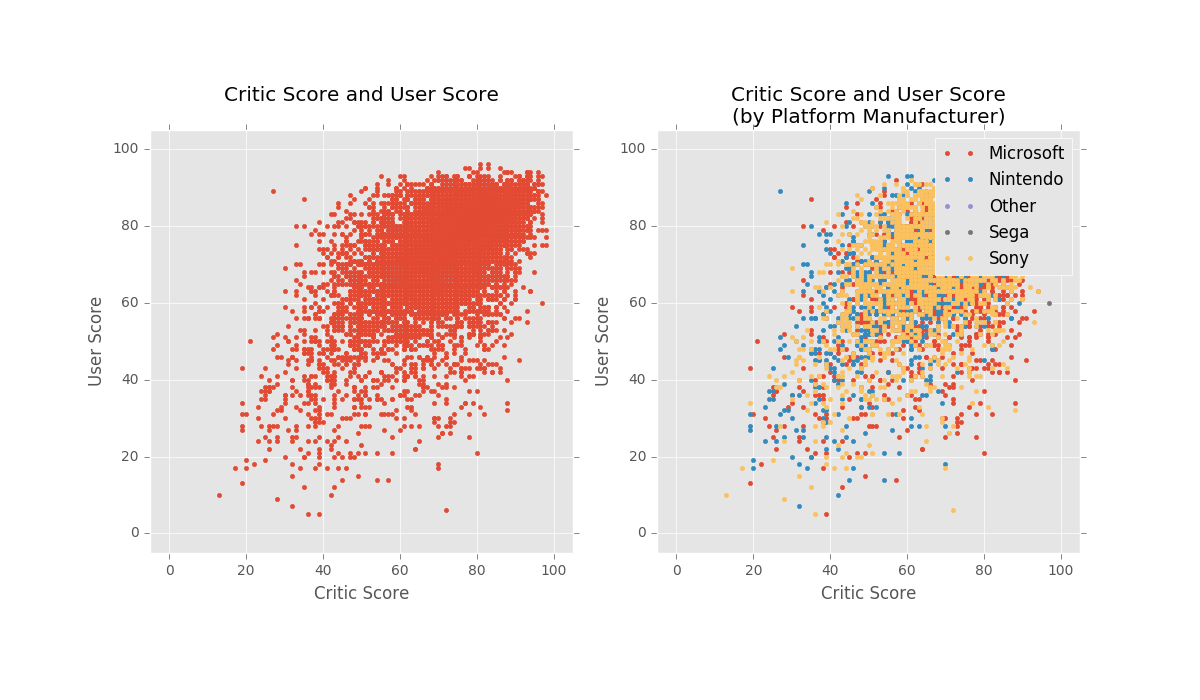 Critic Score and User Score
100
80
60
40
20
0
User Score
0 20 40 60 80 100
Critic Score
Critic Score and User Score
(by Platform Manufacturer)
100
80
60
40
20
0
User Score
Microsoft
Nintendo
Other
Sega
Sony
0 20 40 60 80 100
Critic Score